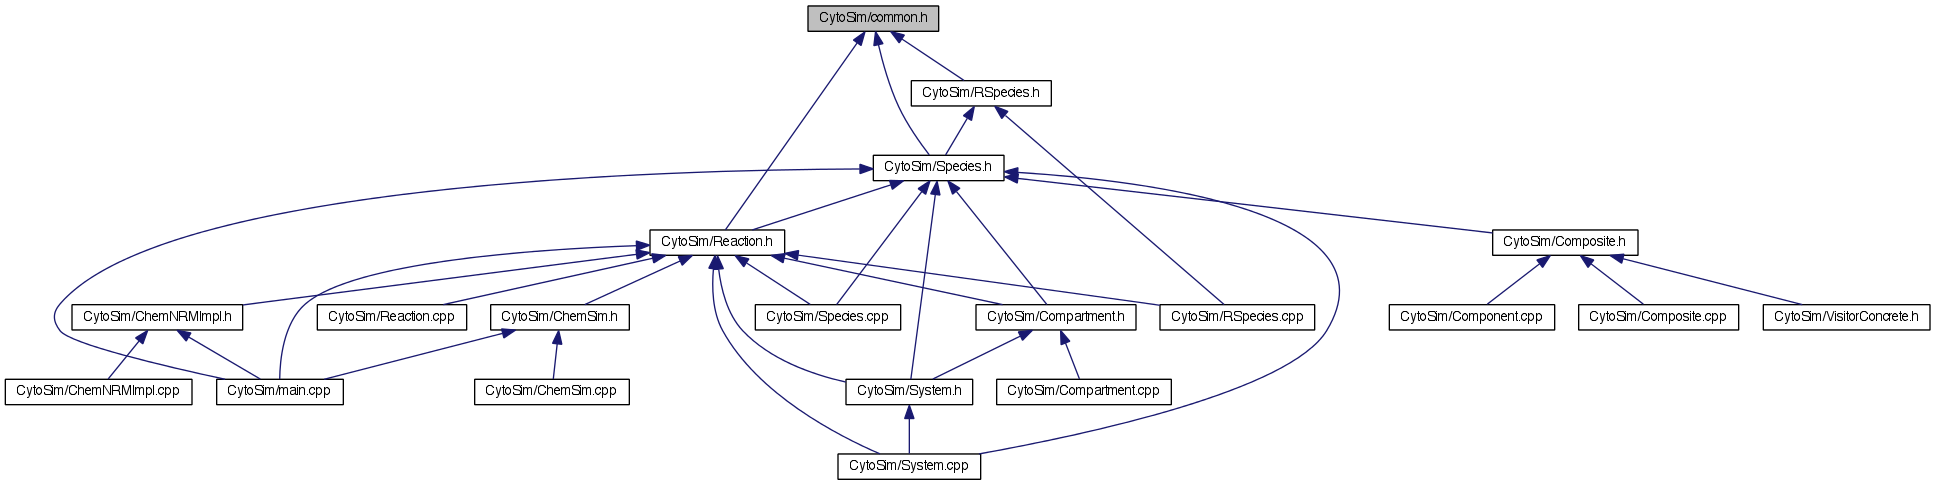 CytoSim/common.h
CytoSim/RSpecies.h
CytoSim/Species.h
CytoSim/Reaction.h
CytoSim/Composite.h
CytoSim/ChemNRMImpl.h
CytoSim/Reaction.cpp
CytoSim/ChemSim.h
CytoSim/Species.cpp
CytoSim/Compartment.h
CytoSim/RSpecies.cpp
CytoSim/Component.cpp
CytoSim/Composite.cpp
CytoSim/VisitorConcrete.h
CytoSim/ChemNRMImpl.cpp
CytoSim/main.cpp
CytoSim/ChemSim.cpp
CytoSim/System.h
CytoSim/Compartment.cpp
CytoSim/System.cpp